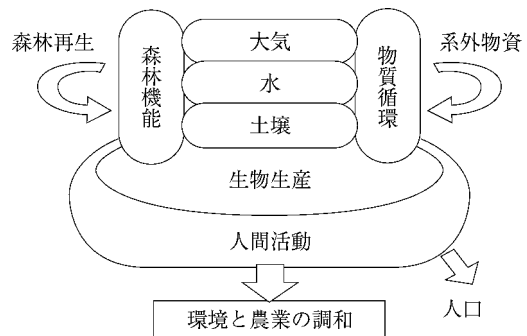 森林再生
森林機能
大気
水
土壌
物質循環
系外物資
生物生産
人間活動
人口
環境と農業の調和